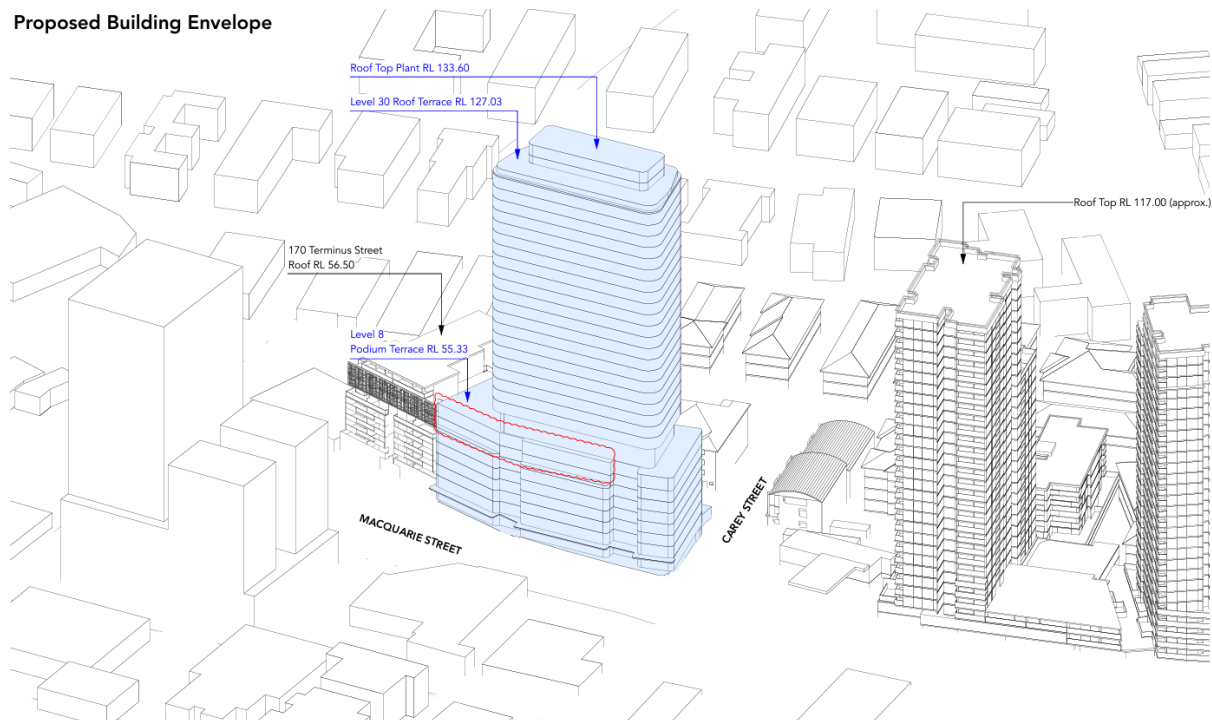 Proposed Building Envelope
Roof Top Plant RL 133.60
Level 30 Roof Terrace RL 127.03
Roof Top RL 117.00 (approx.)
170 Terminus Street
Roof RL 56.50
Level 8
Podium Terrace RL 55.33
MACQUARIE STREET
CAREY STREET